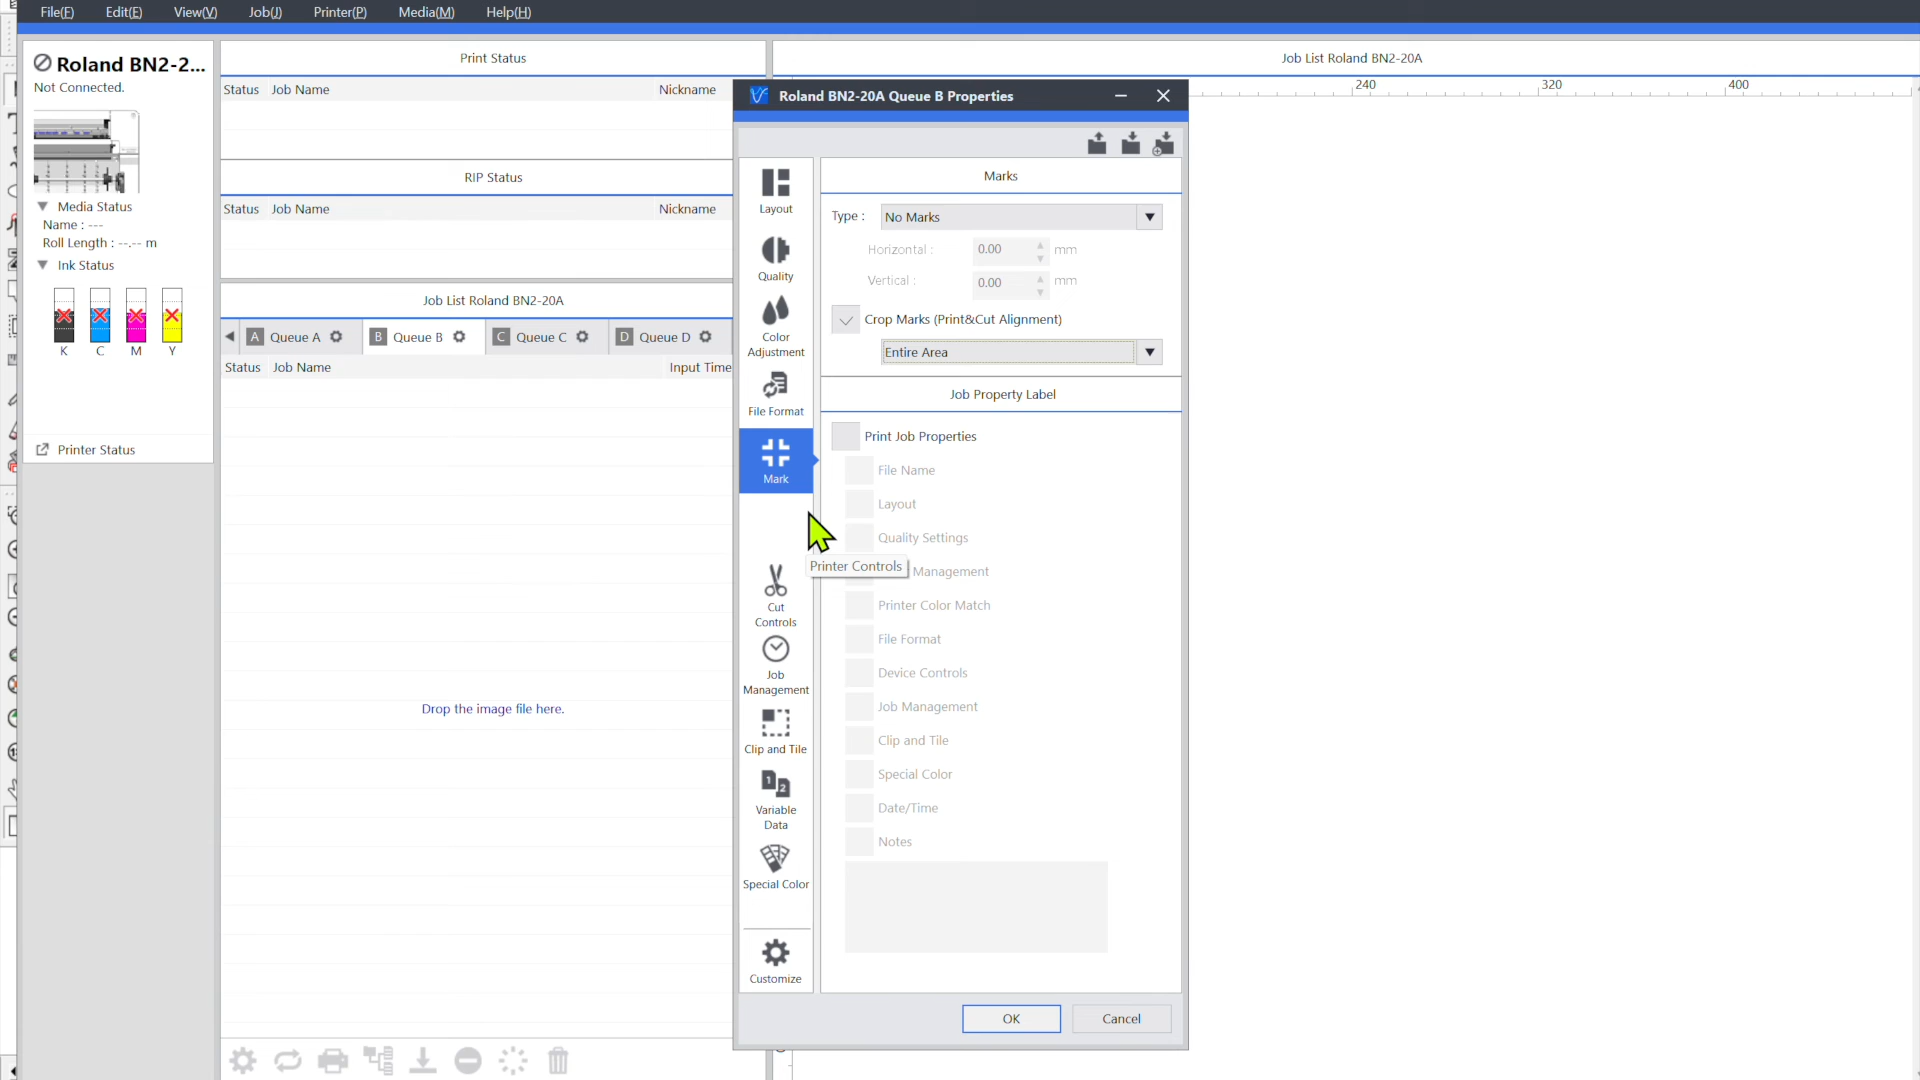 File(F) Edit(E) View(V) Job(J) Printer(P) Media(M) Help(H)
Roland BN2-2...
Not Connected.
Media Status
Name : ---
Roll Length : --.-- m
Ink Status
K C M Y
Printer Status
Print Status
Status Job Name Nickname
RIP Status
Status Job Name Nickname
Job List Roland BN2-20A
A Queue A B Queue B C Queue C D Queue D
Status Job Name Input Time
Drop the image file here.
Job List Roland BN2-20A
240 320 400
Roland BN2-20A Queue B Properties
Layout
Quality
Color
Adjustment
File Format
Mark
Cut
Controls
Job
Management
Clip and Tile
1 2
Variable
Data
Special Color
Customize
Marks
Type : No Marks
Horizontal : 0.00 mm
Vertical : 0.00 mm
Crop Marks (Print&Cut Alignment)
Entire Area
Job Property Label
Print Job Properties
File Name
Layout
Quality Settings
Printer Controls
Management
Printer Color Match
File Format
Device Controls
Job Management
Clip and Tile
Special Color
Date/Time
Notes
OK Cancel